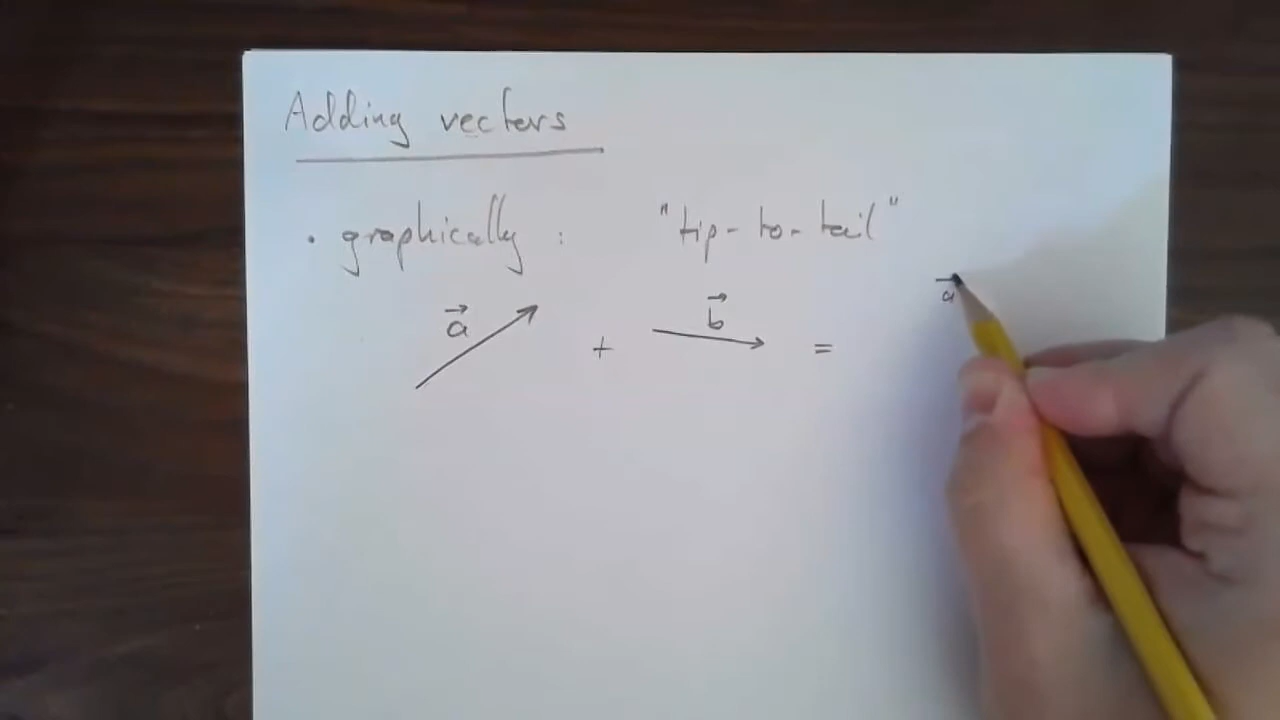 Adding vectors
• graphically : "tip-to-tail"
a⃗ + b⃗ = a⃗